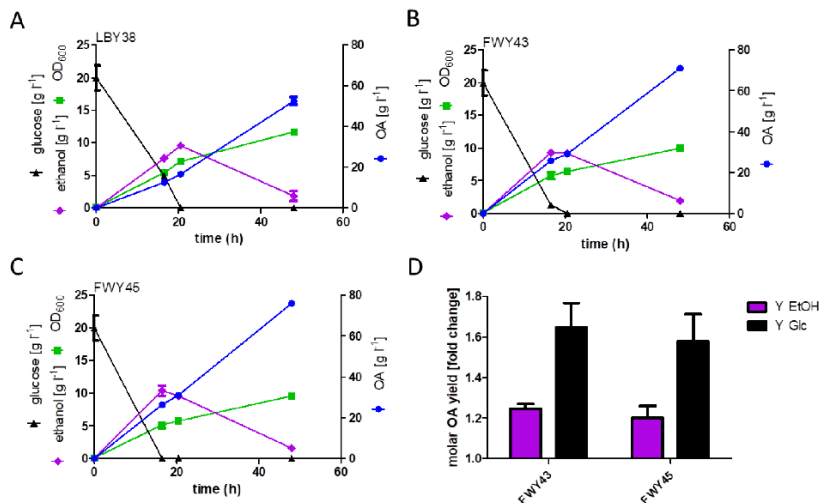 A
LBY38
OD600
glucose [g l-1]
ethanol [g l-1]
25
20
15
10
5
0
80
60
40
20
0
OA [g l-1]
0 20 40 60
time (h)
B
FWY43
OD600
glucose [g l-1]
ethanol [g l-1]
25
20
15
10
5
0
80
60
40
20
0
OA [g l-1]
0 20 40 60
time (h)
C
FWY45
OD600
glucose [g l-1]
ethanol [g l-1]
25
20
15
10
5
0
80
60
40
20
0
OA [g l-1]
0 20 40 60
time (h)
D
molar OA yield [fold change]
1.8
1.6
1.4
1.2
1.0
FWY43
FWY45
Y EtOH
Y Glc